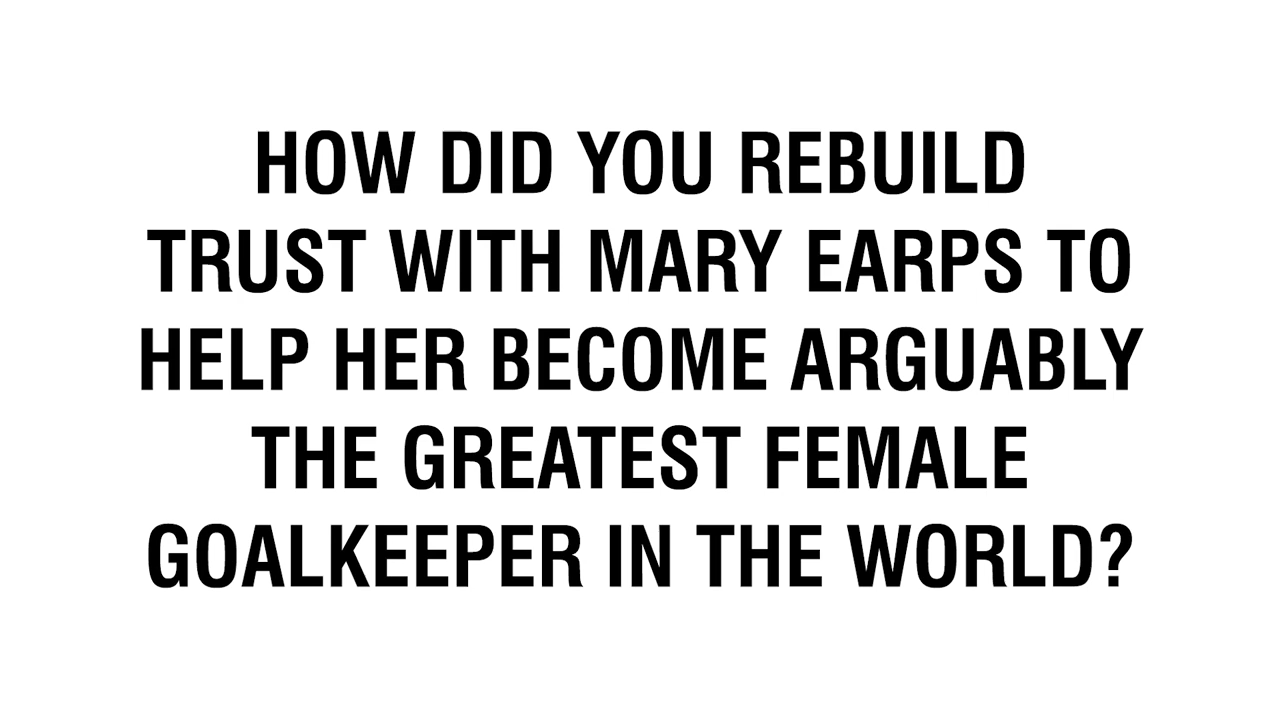 HOW DID YOU REBUILD
TRUST WITH MARY EARPS TO
HELP HER BECOME ARGUABLY
THE GREATEST FEMALE
GOALKEEPER IN THE WORLD?